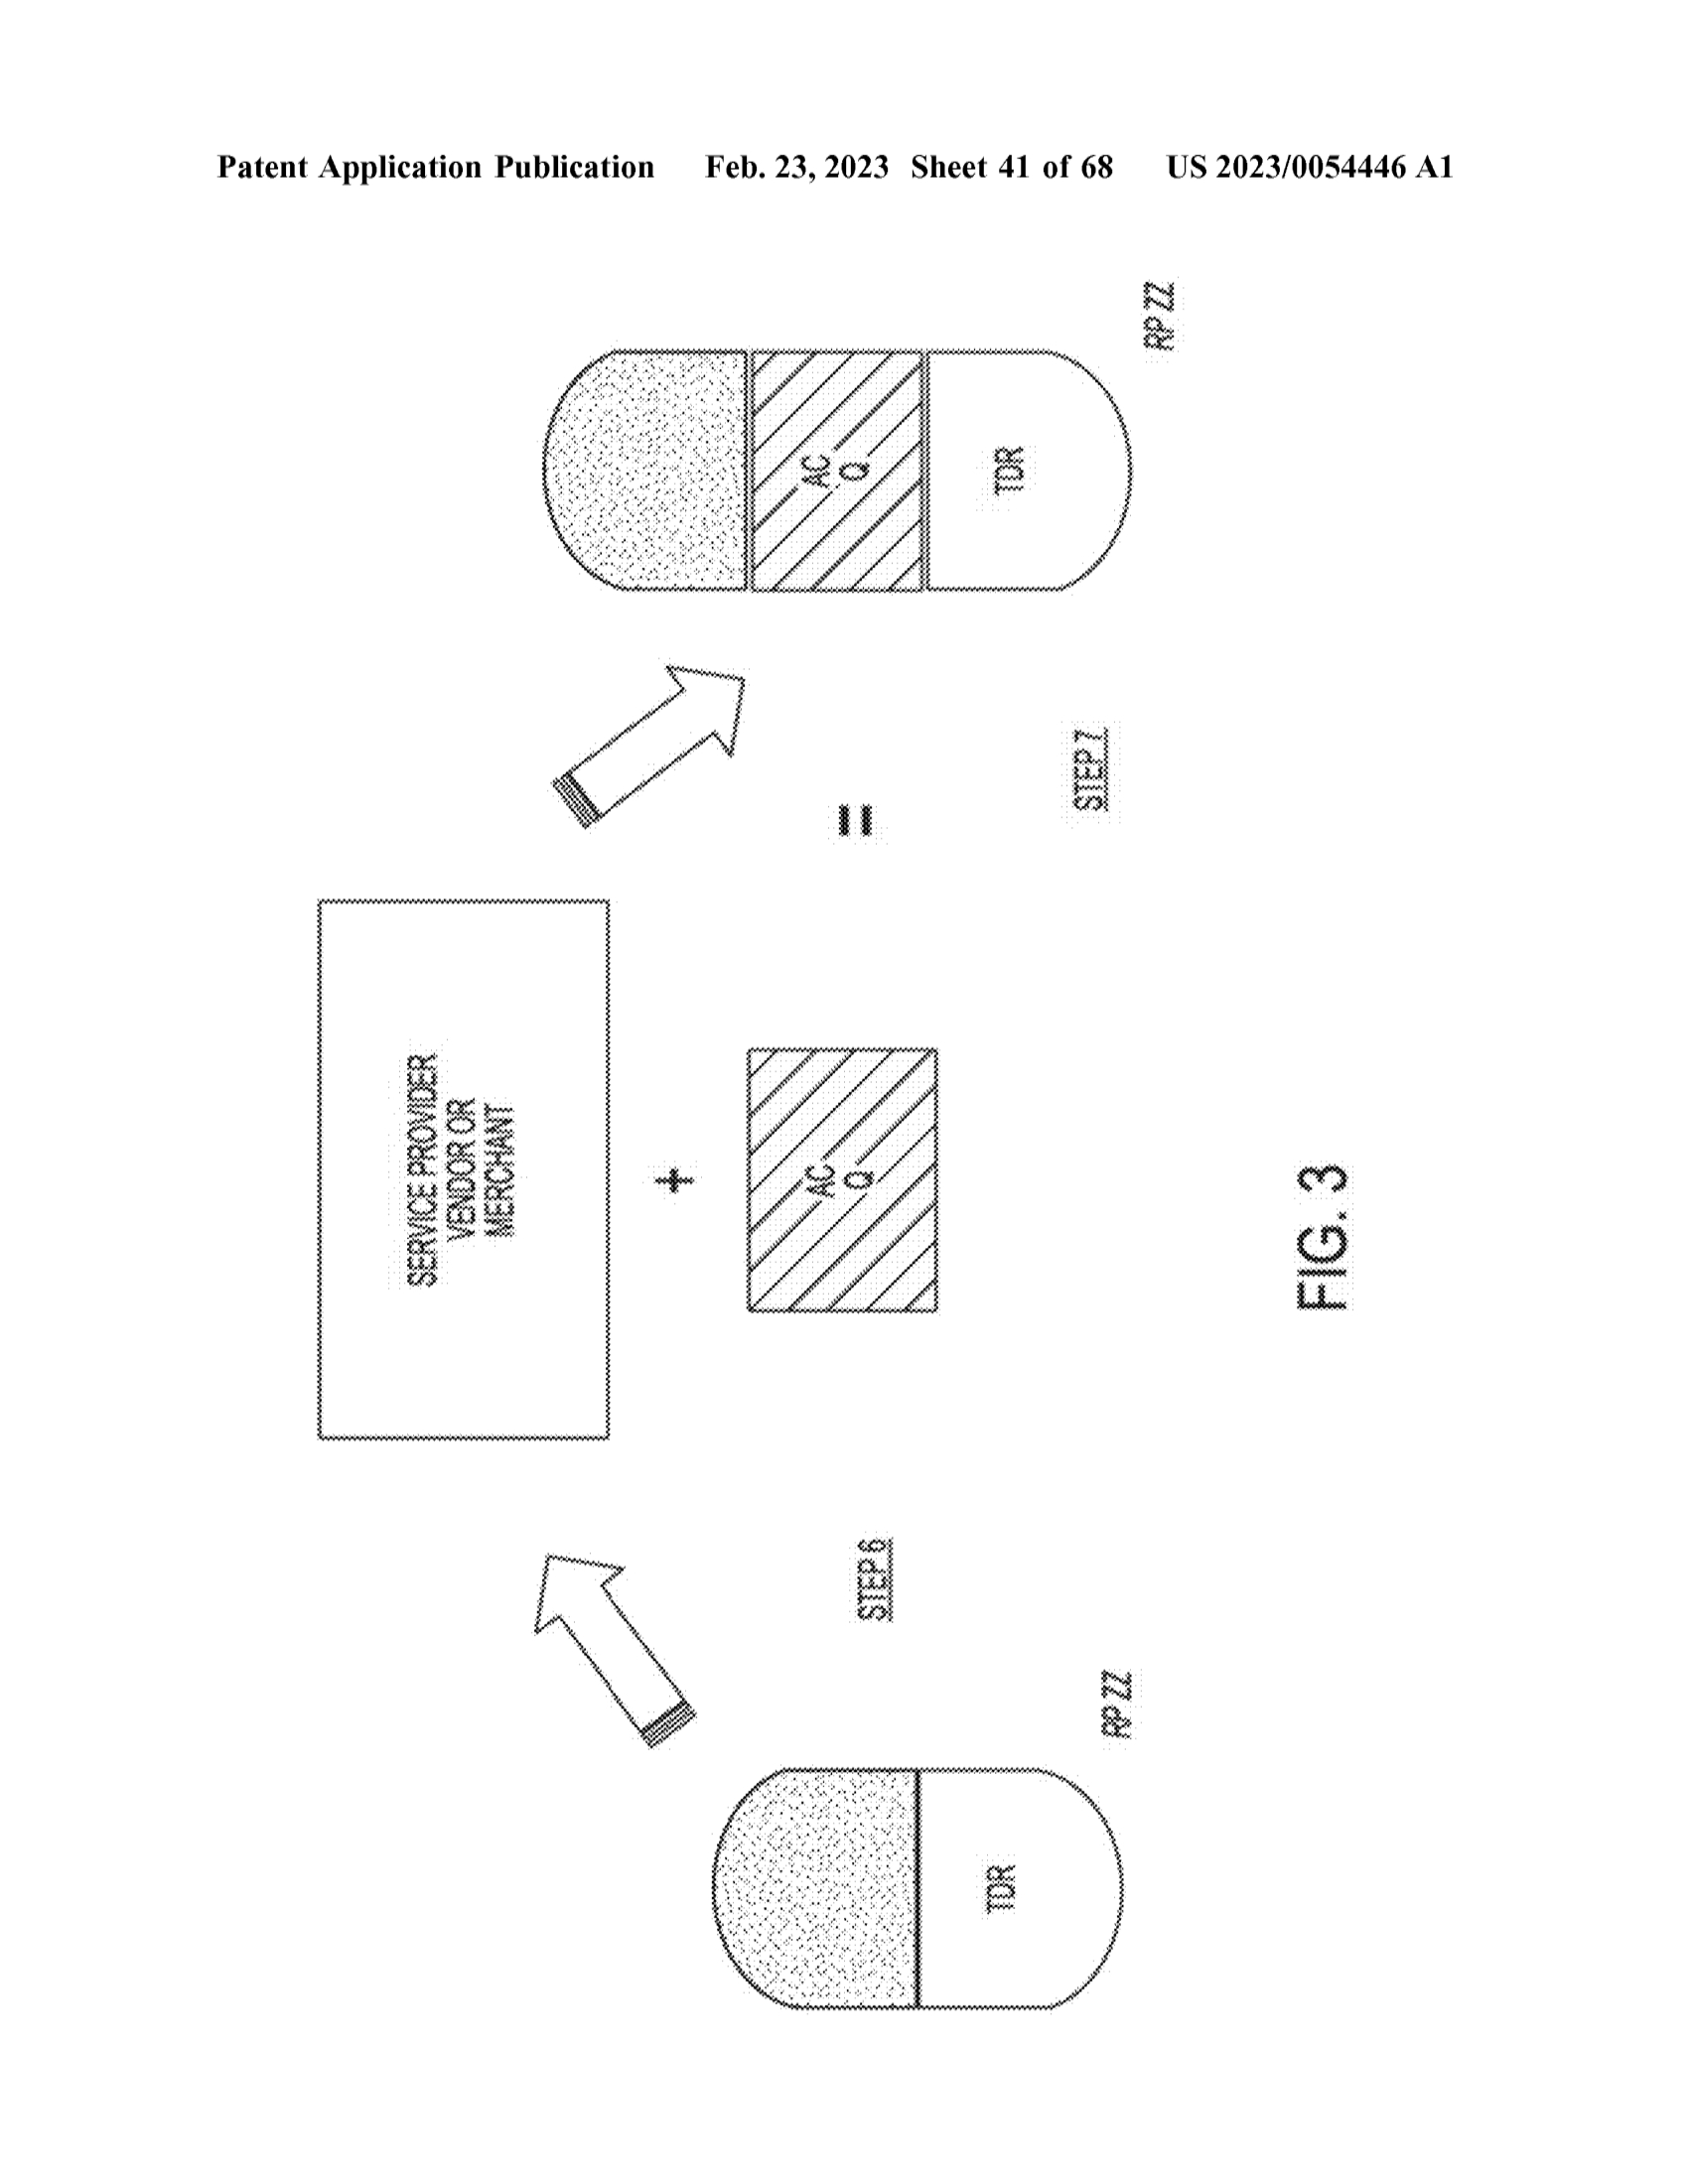 Patent Application Publication Feb. 23, 2023 Sheet 41 of 68 US 2023/0054446 A1
SERVICE PROVIDER
VENDOR OR
MERCHANT
+
AC
Q
=
AC
Q
TDR
RP ZZ
STEP 6
STEP 7
TDR
RP ZZ
FIG. 3